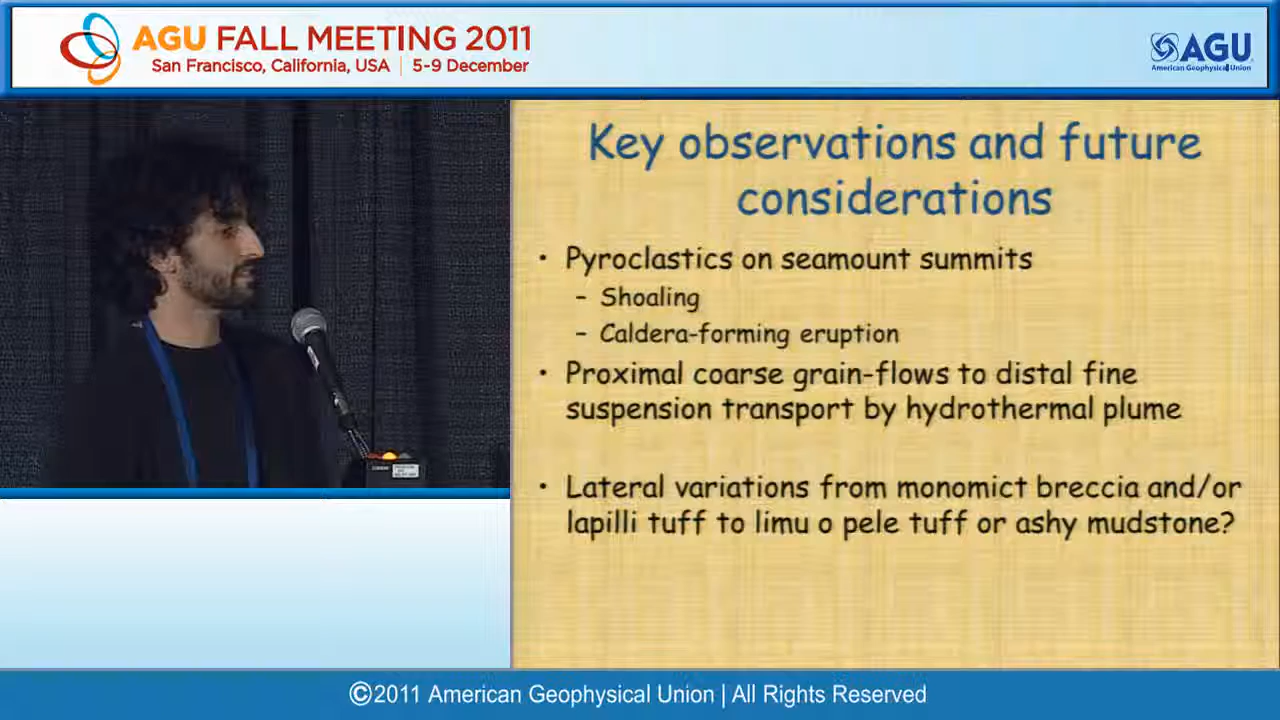 AGU FALL MEETING 2011
San Francisco, California, USA | 5-9 December
AGU
American Geophysical Union
Key observations and future
considerations
• Pyroclastics on seamount summits
– Shoaling
– Caldera-forming eruption
• Proximal coarse grain-flows to distal fine
suspension transport by hydrothermal plume
• Lateral variations from monomict breccia and/or
lapilli tuff to limu o pele tuff or ashy mudstone?
©2011 American Geophysical Union | All Rights Reserved